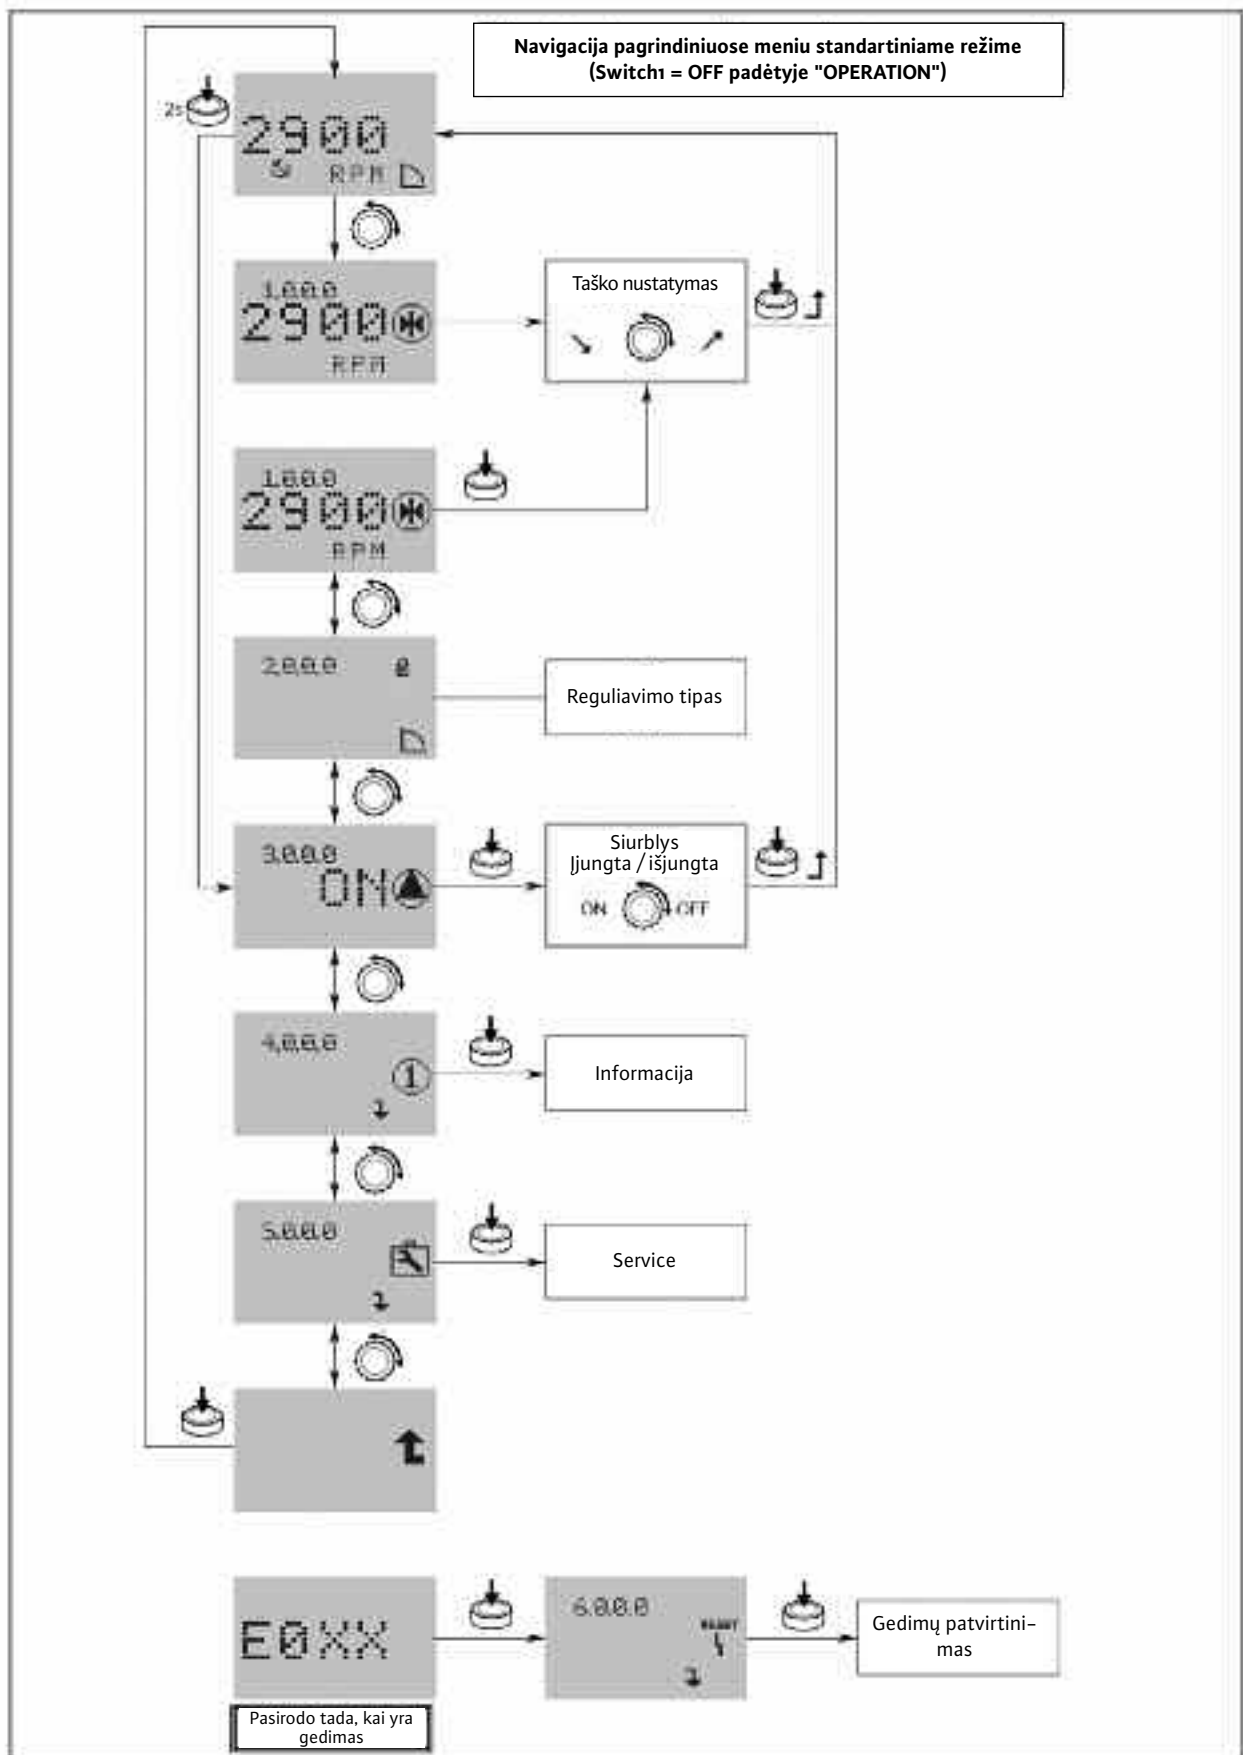 Navigacija pagrindiniuose meniu standartiniame režime
(Switch1 = OFF padėtyje "OPERATION")
2s
2900
RPM
1.0.0.0
2900
RPM
Taško nustatymas
1.0.0.0
2900
RPM
2.0.0.0
Reguliavimo tipas
3.0.0.0
ON
Siurblys
Įjungta / išjungta
ON OFF
4.0.0.0
Informacija
5.0.0.0
Service
E0XX
6.0.0.0
RESET
Gedimų patvirtini-
mas
Pasirodo tada, kai yra
gedimas